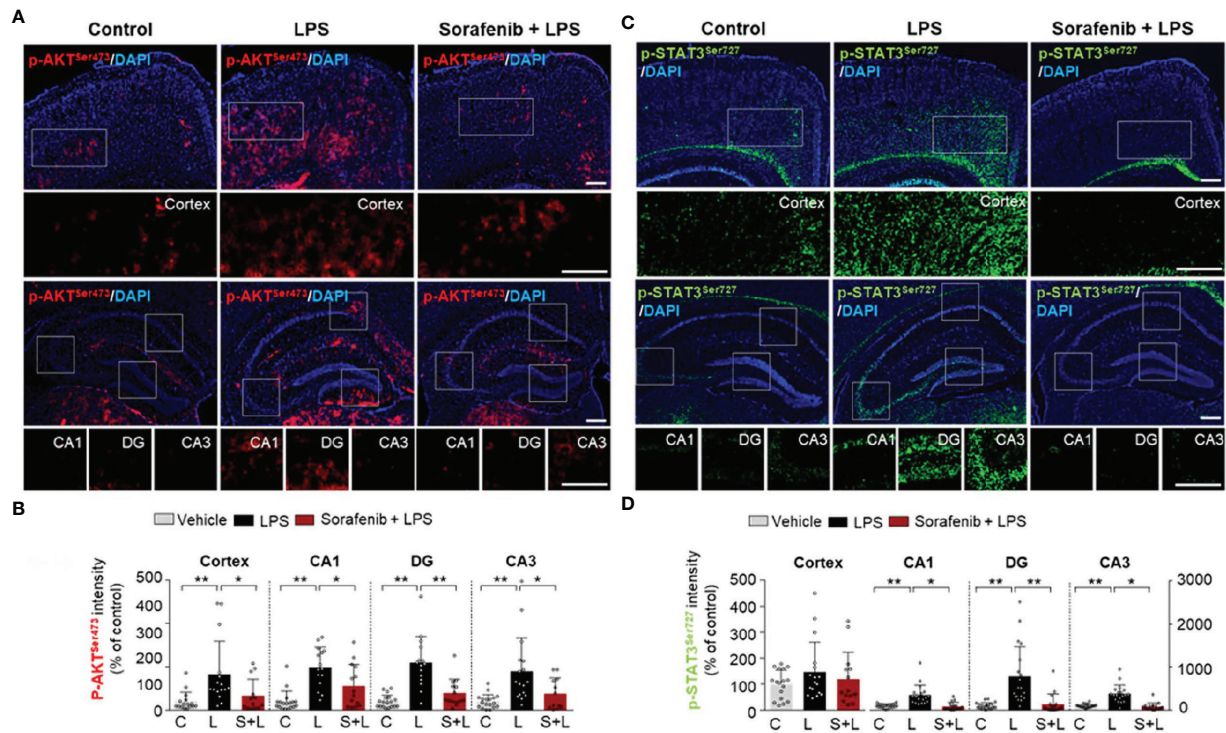 A
Control
LPS
Sorafenib + LPS
p-AKTSer473/DAPI
p-AKTSer473/DAPI
p-AKTSer473/DAPI
Cortex
Cortex
Cortex
p-AKTSer473/DAPI
p-AKTSer473/DAPI
p-AKTSer473/DAPI
CA1 DG CA3 CA1 DG CA3 CA1 DG CA3
B
Vehicle LPS Sorafenib + LPS
Cortex CA1 DG CA3
** * ** * ** ** ** *
P-AKTSer473 intensity
(% of control)
500
400
300
200
100
0
C L S+L C L S+L C L S+L C L S+L
C
Control
LPS
Sorafenib + LPS
p-STAT3Ser727
/DAPI
p-STAT3Ser727
/DAPI
p-STAT3Ser727
/DAPI
Cortex
Cortex
Cortex
p-STAT3Ser727
/DAPI
p-STAT3Ser727
/DAPI
p-STAT3Ser727/
DAPI
CA1 DG CA3 CA1 DG CA3 CA1 DG CA3
D
Vehicle LPS Sorafenib + LPS
Cortex CA1 DG CA3
** * ** ** ** *
p-STAT3Ser727 intensity
(% of control)
500
400
300
200
100
0
3000
2000
1000
0
C L S+L C L S+L C L S+L C L S+L